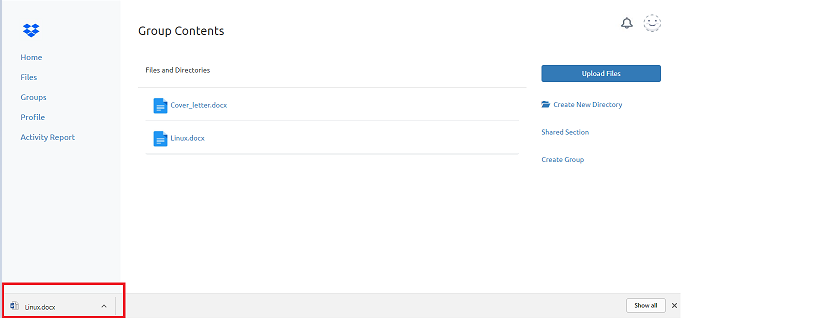 Group Contents
Home
Files
Groups
Profile
Activity Report
Files and Directories
Cover_letter.docx
Linux.docx
Upload Files
Create New Directory
Shared Section
Create Group
Linux.docx
Show all